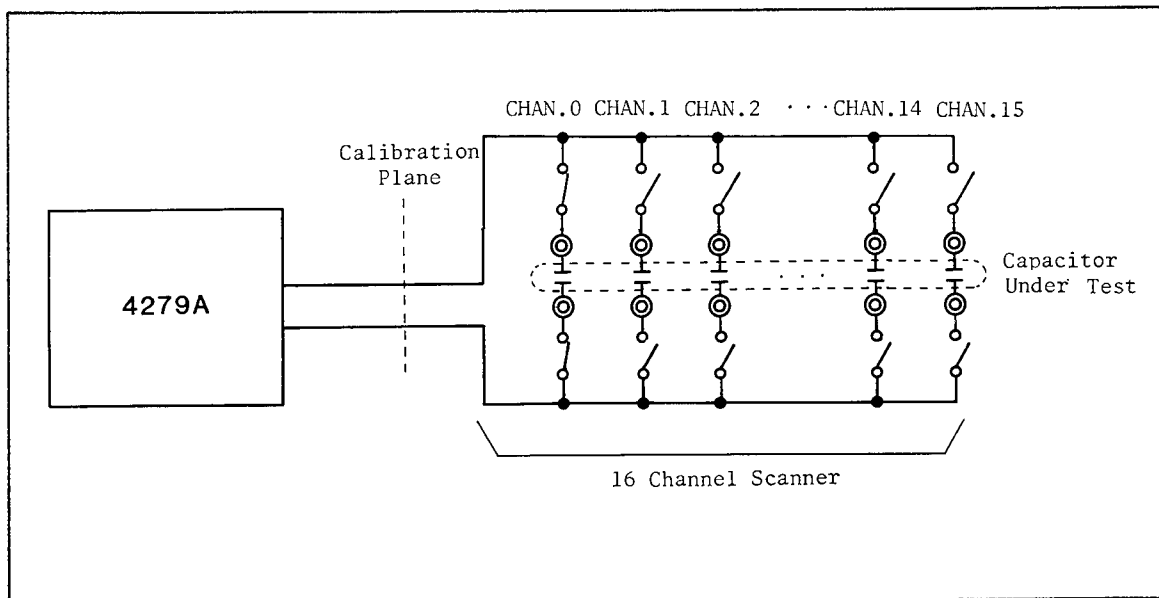 CHAN.0 CHAN.1 CHAN.2 ··· CHAN.14 CHAN.15
Calibration
Plane
4279A
···
Capacitor
Under Test
16 Channel Scanner